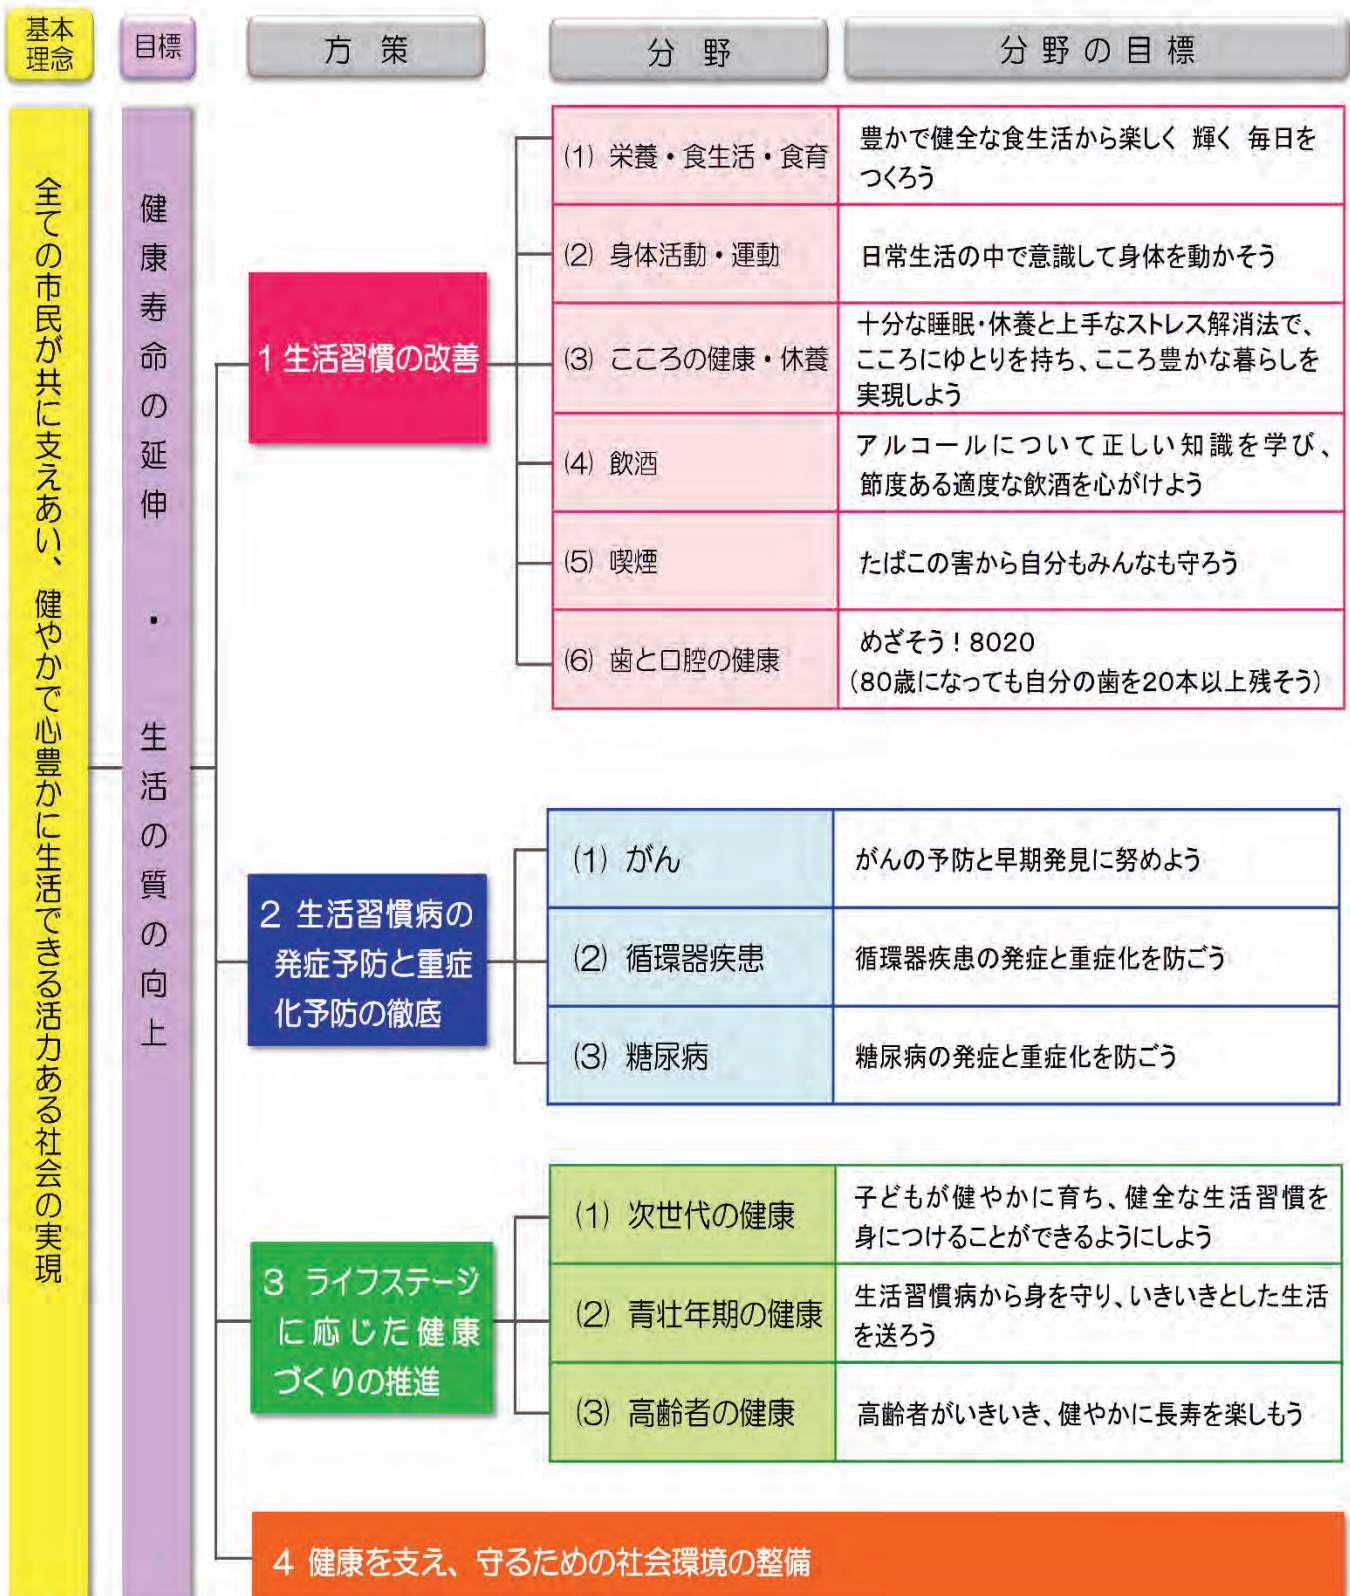 基本
理念
目標
方策
分野
分野の目標
全ての市民が共に支えあい、健やかで心豊かに生活できる活力ある社会の実現
健康寿命の延伸・生活の質の向上
1 生活習慣の改善
(1) 栄養・食生活・食育
豊かで健全な食生活から楽しく 輝く 毎日を
つくろう
(2) 身体活動・運動
日常生活の中で意識して身体を動かそう
(3) こころの健康・休養
十分な睡眠・休養と上手なストレス解消法で、
こころにゆとりを持ち、こころ豊かな暮らしを
実現しよう
(4) 飲酒
アルコールについて正しい知識を学び、
節度ある適度な飲酒を心がけよう
(5) 喫煙
たばこの害から自分もみんなも守ろう
(6) 歯と口腔の健康
めざそう！8020
(80歳になっても自分の歯を20本以上残そう)
2 生活習慣病の
発症予防と重症
化予防の徹底
(1) がん
がんの予防と早期発見に努めよう
(2) 循環器疾患
循環器疾患の発症と重症化を防ごう
(3) 糖尿病
糖尿病の発症と重症化を防ごう
3 ライフステージ
に応じた健康
づくりの推進
(1) 次世代の健康
子どもが健やかに育ち、健全な生活習慣を
身につけることができるようにしよう
(2) 青壮年期の健康
生活習慣病から身を守り、いきいきとした生活
を送ろう
(3) 高齢者の健康
高齢者がいきいき、健やかに長寿を楽しもう
4 健康を支え、守るための社会環境の整備